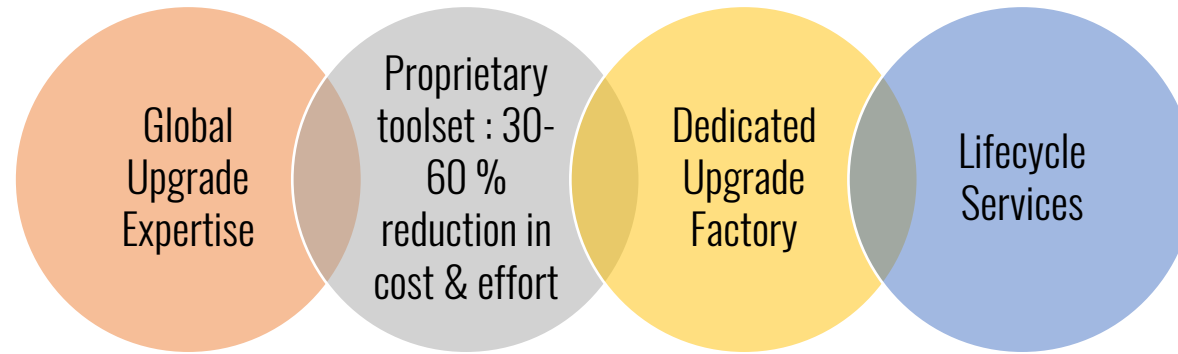 Global
Upgrade
Expertise
Proprietary
toolset : 30-
60 %
reduction in
cost & effort
Dedicated
Upgrade
Factory
Lifecycle
Services